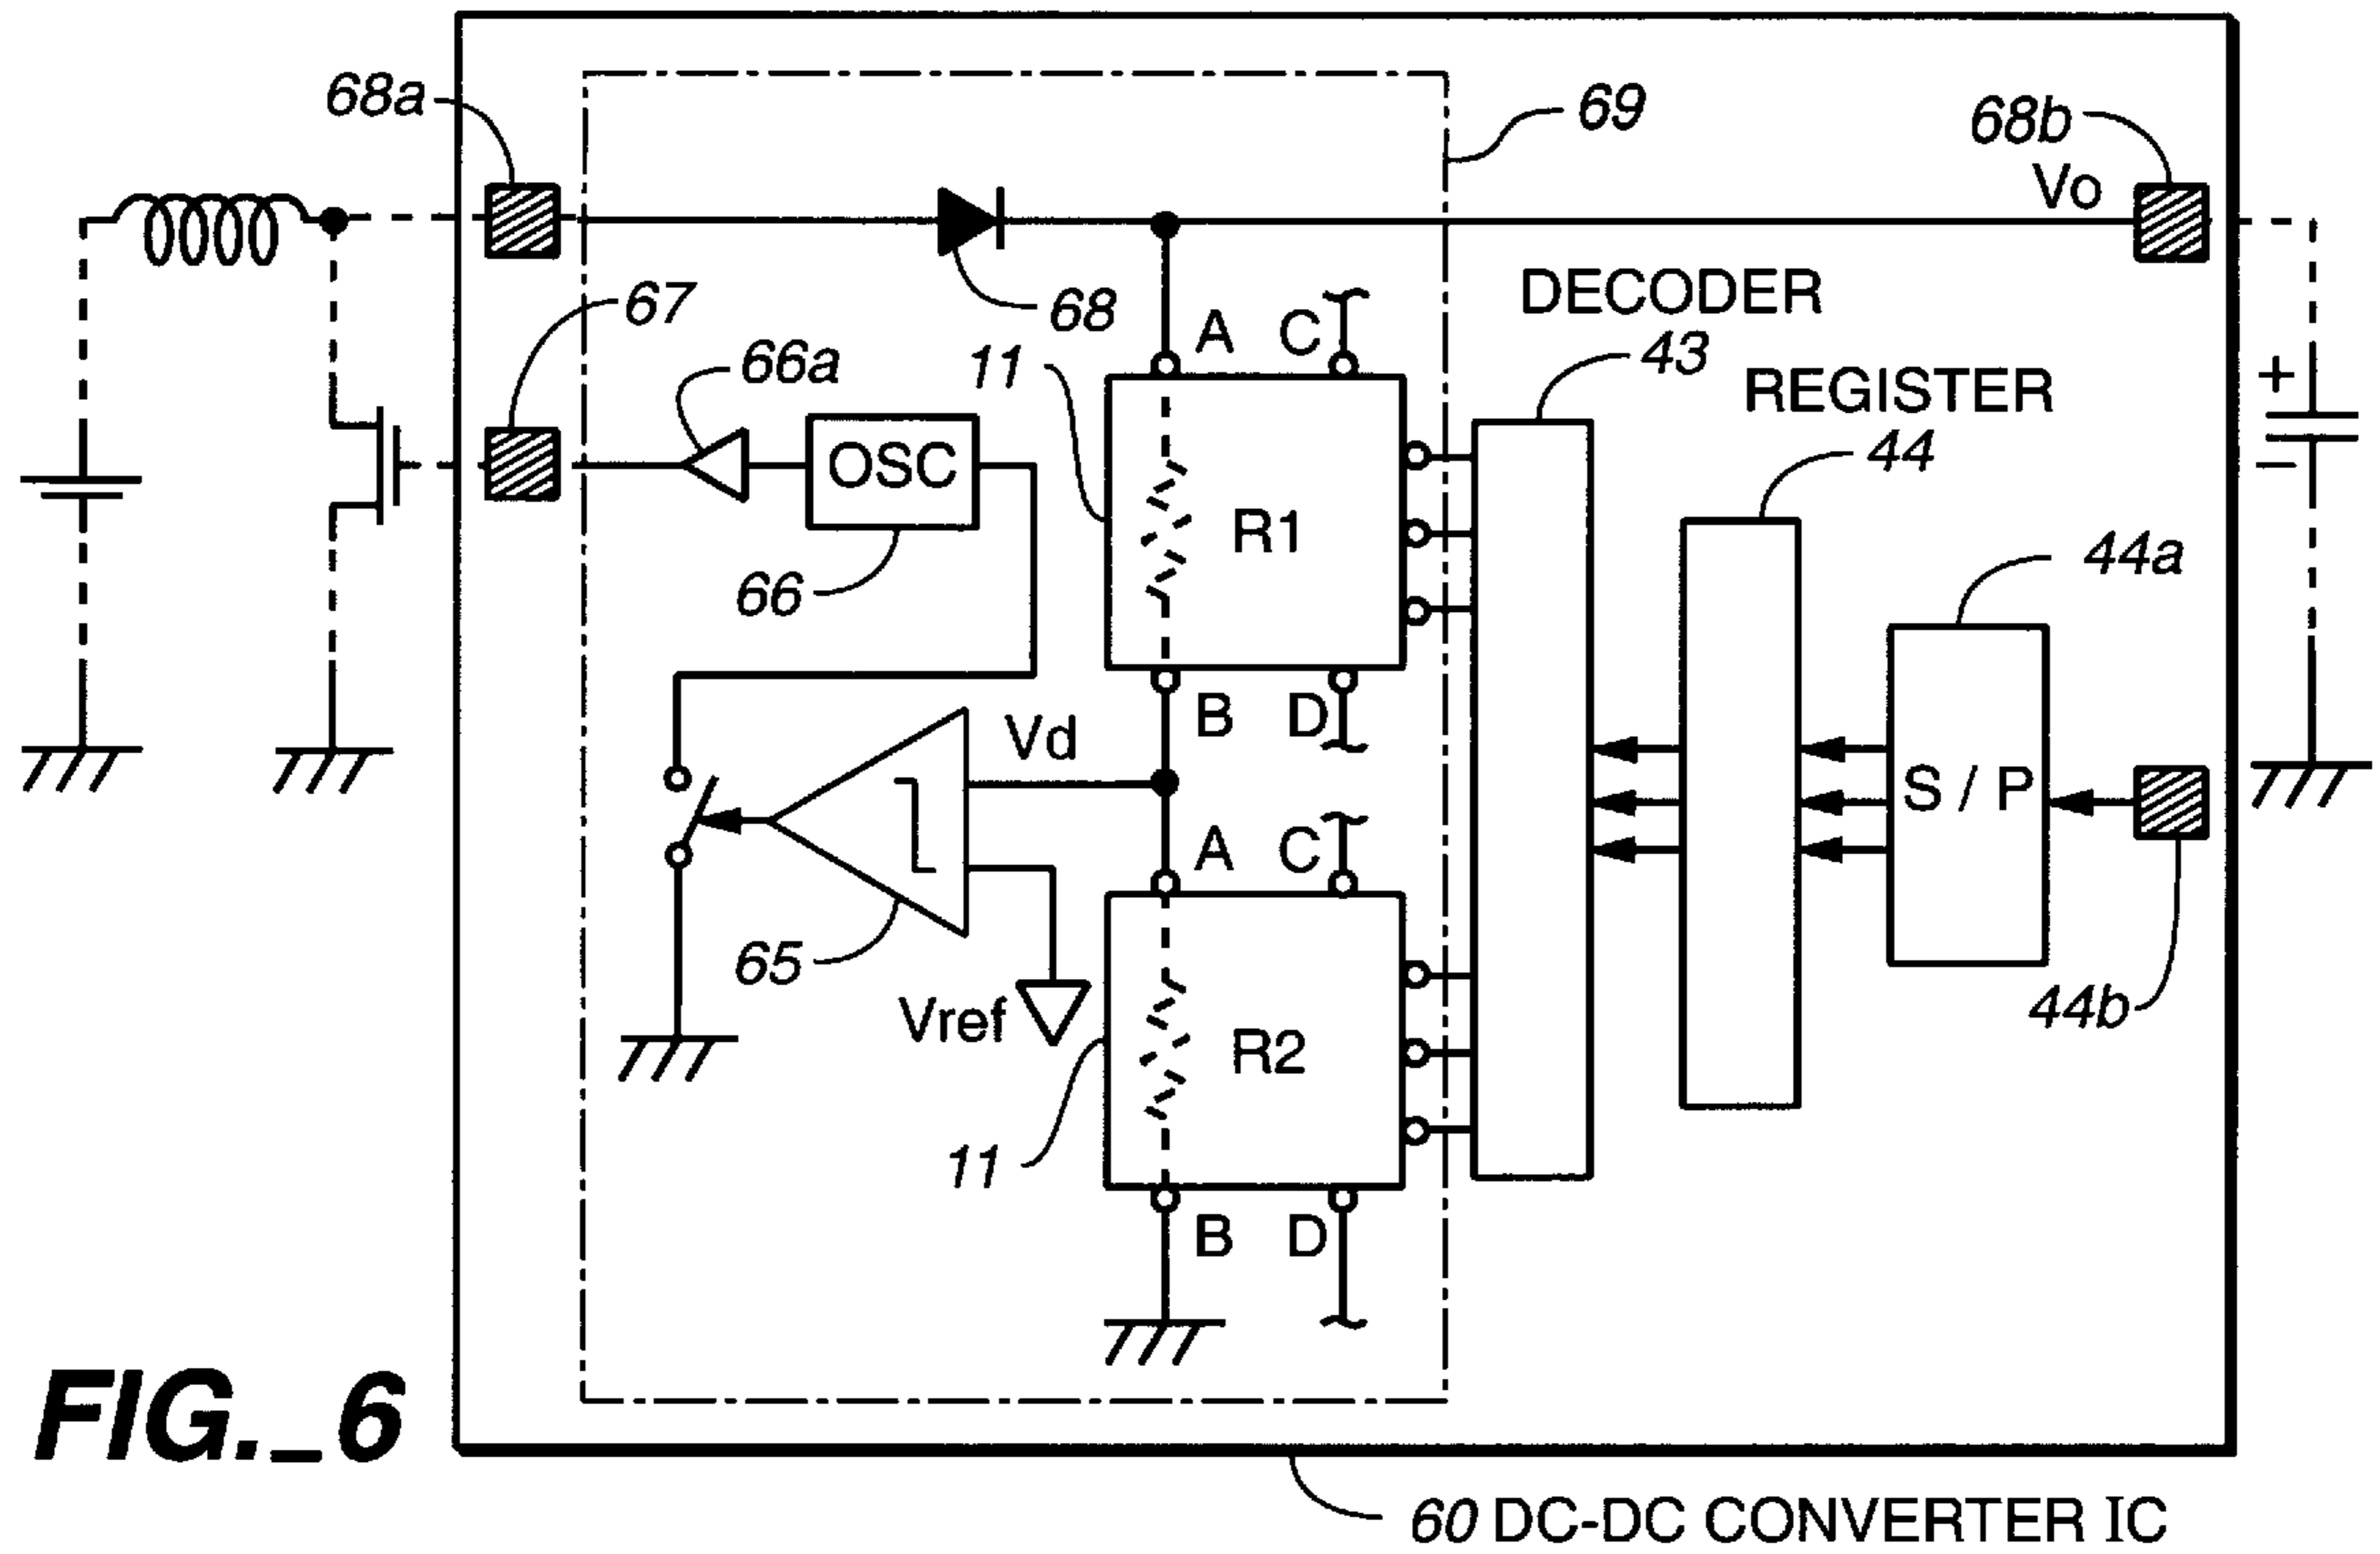 68a
69
68b
Vo
67
68
DECODER
43
66a
11
A
C
REGISTER
44
+
−
OSC
R1
44a
66
B
D
Vd
S / P
A
C
65
Vref
R2
44b
11
B
D
FIG._6
60 DC-DC CONVERTER IC